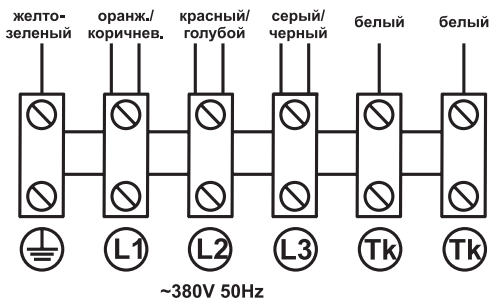 желто-
зеленый
оранж./
коричнев.
красный/
голубой
серый/
черный
белый
белый
L1
L2
L3
Tk
Tk
~380V 50Hz